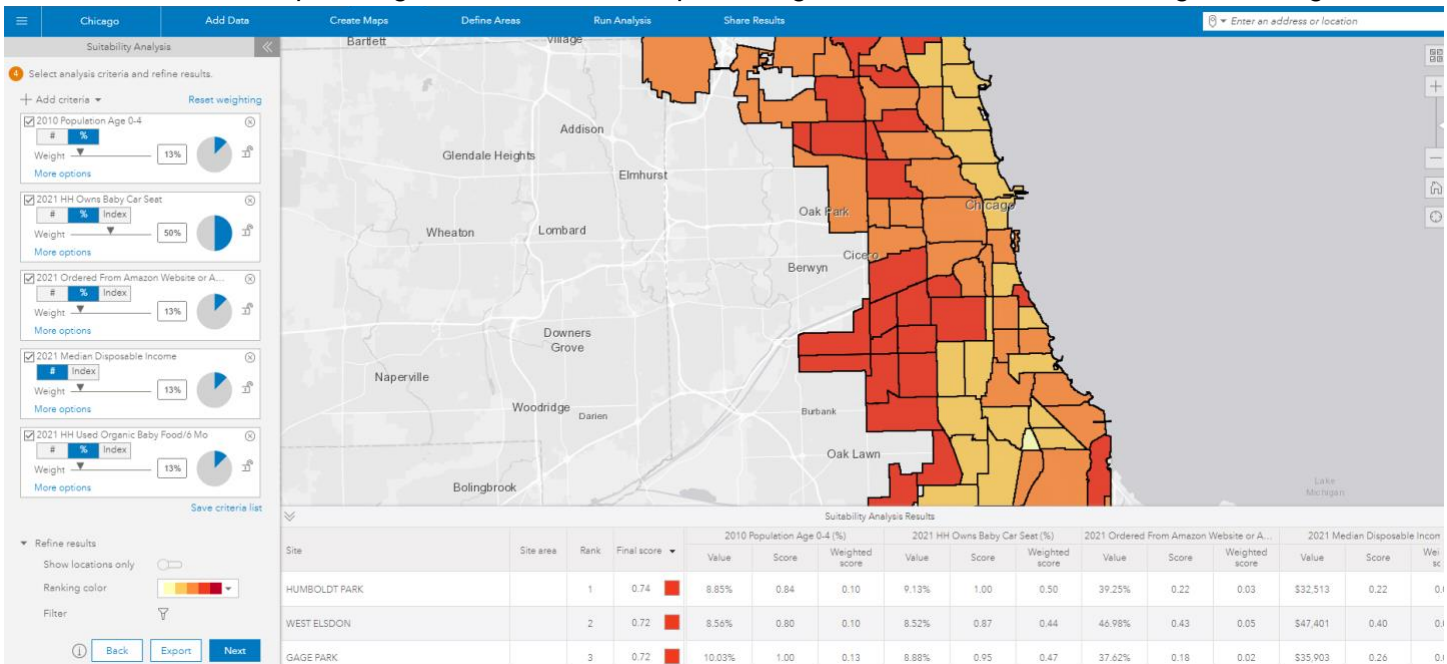 Chicago Add Data Create Maps Define Areas Run Analysis Share Results Enter an address or location
Suitability Analysis
4 Select analysis criteria and refine results.
+ Add criteria Reset weighting
2010 Population Age 0-4
# %
Weight 13%
More options
2021 HH Owns Baby Car Seat
# % Index
Weight 50%
More options
2021 Ordered From Amazon Website or A...
# % Index
Weight 13%
More options
2021 Median Disposable Income
# Index
Weight 13%
More options
2021 HH Used Organic Baby Food/6 Mo
# % Index
Weight 13%
More options
Save criteria list
Refine results
Show locations only
Ranking color
Filter
Back Export Next
Bartlett
Village
Addison
Glendale Heights
Elmhurst
Oak Park
Chicago
Wheaton
Lombard
Cicero
Berwyn
Downers
Grove
Naperville
Woodridge
Darien
Burbank
Oak Lawn
Bolingbrook
Lake
Michigan
Suitability Analysis Results
2010 Population Age 0-4 (%) 2021 HH Owns Baby Car Seat (%) 2021 Ordered From Amazon Website or A... 2021 Median Disposable Incom
Site Site area Rank Final score Value Score Weighted score Value Score Weighted score Value Score Weighted score Value Score Wei sc
HUMBOLDT PARK 1 0.74 8.85% 0.84 0.10 9.13% 1.00 0.50 39.25% 0.22 0.03 $32,513 0.22 0.0
WEST ELSDON 2 0.72 8.56% 0.80 0.10 8.52% 0.87 0.44 46.98% 0.43 0.05 $47,401 0.40 0.0
GAGE PARK 3 0.72 10.03% 1.00 0.13 8.88% 0.95 0.47 37.62% 0.18 0.02 $35,903 0.26 0.0